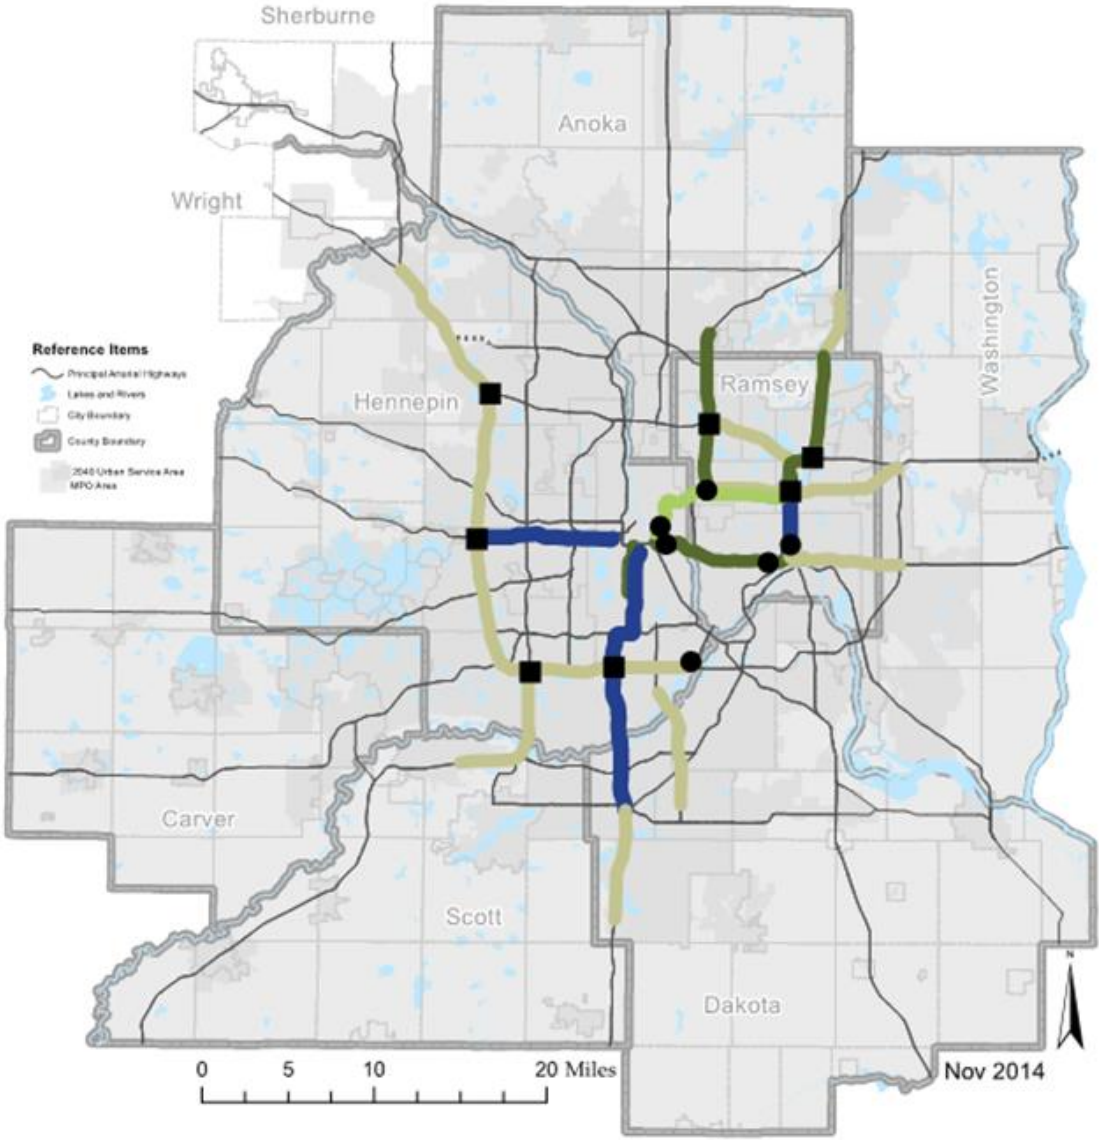 Sherburne
Anoka
Wright
Washington
Reference Items
Principal Arterial Highways
Lakes and Rivers
City Boundary
County Boundary
2040 Urban Service Area
MPO Area
Hennepin
Ramsey
Carver
Scott
Dakota
N
0 5 10 20 Miles
Nov 2014